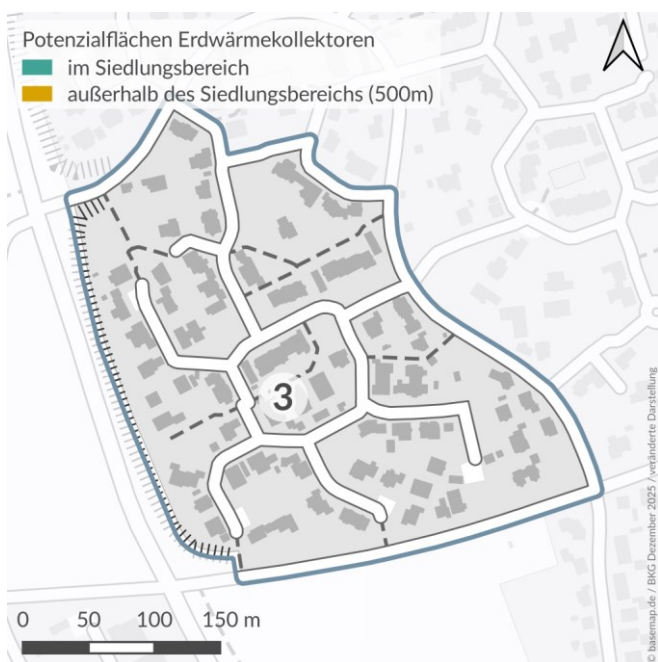 Potenzialflächen Erdwärmekollektoren
im Siedlungsbereich
außerhalb des Siedlungsbereichs (500m)
3
0 50 100 150 m
© basemap.de / BKG Dezember 2025 / veränderte Darstellung